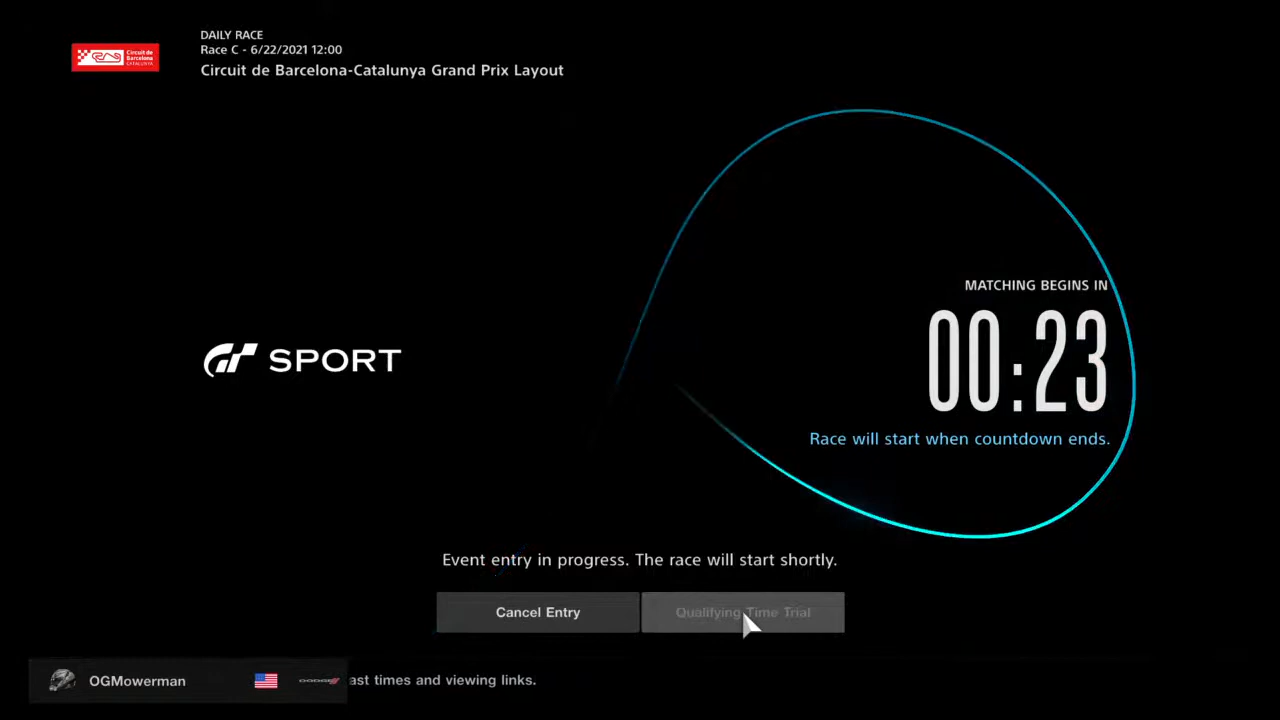 Circuit de
Barcelona
CATALUNYA
DAILY RACE
Race C - 6/22/2021 12:00
Circuit de Barcelona-Catalunya Grand Prix Layout
MATCHING BEGINS IN
00:23
Race will start when countdown ends.
GT SPORT
Event entry in progress. The race will start shortly.
Cancel Entry
Qualifying Time Trial
OGMowerman
DODGE
ast times and viewing links.